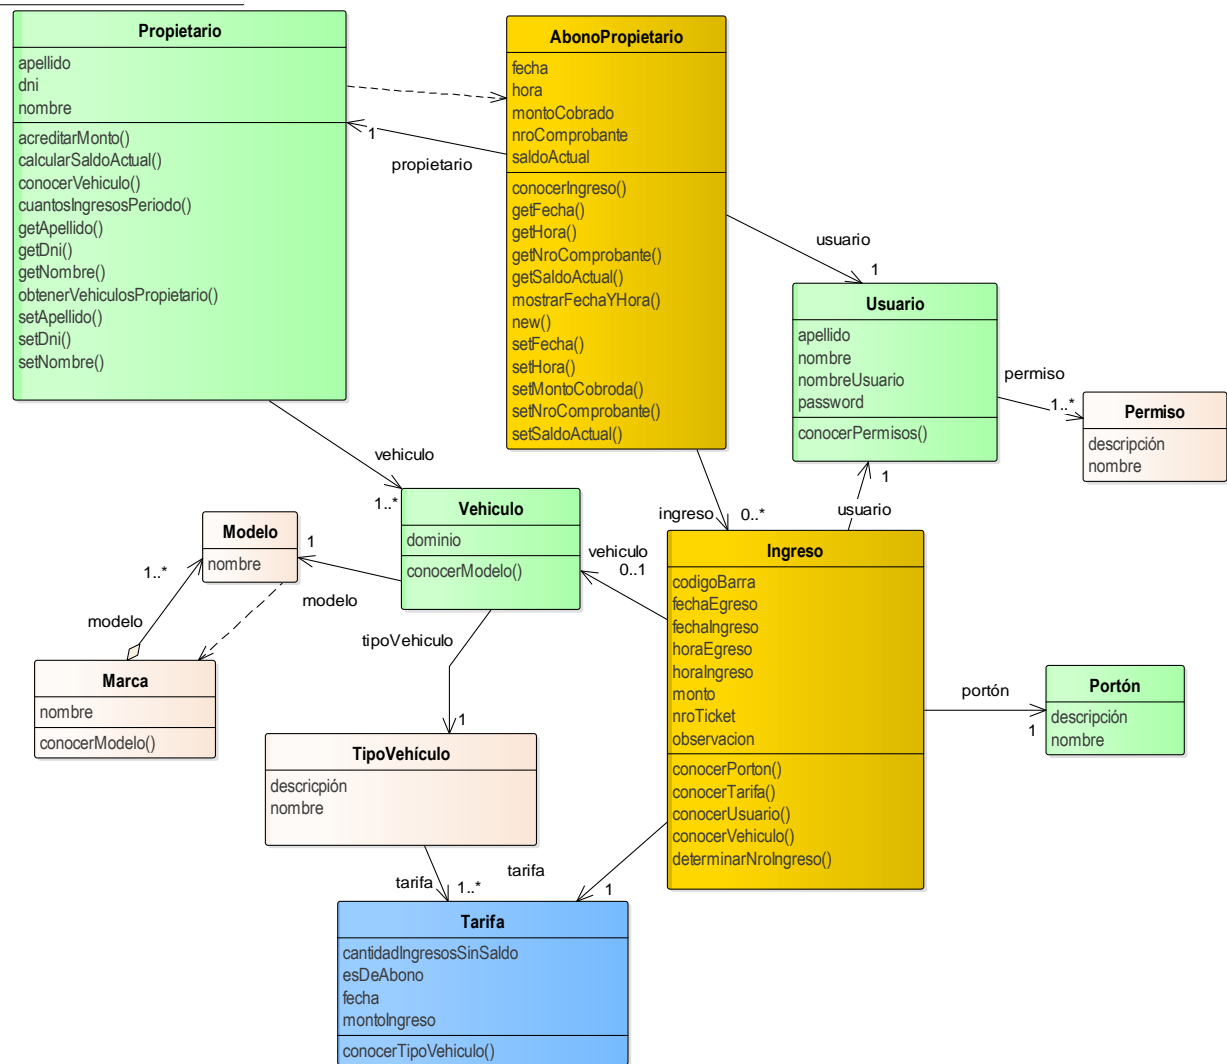 Propietario
apellido
dni
nombre
acreditarMonto()
calcularSaldoActual()
conocerVehiculo()
cuantosIngresosPeriodo()
getApellido()
getDni()
getNombre()
obtenerVehiculosPropietario()
setApellido()
setDni()
setNombre()
AbonoPropietario
fecha
hora
montoCobrado
nroComprobante
saldoActual
conocerIngreso()
getFecha()
getHora()
getNroComprobante()
getSaldoActual()
mostrarFechaYHora()
new()
setFecha()
setHora()
setMontoCobroda()
setNroComprobante()
setSaldoActual()
1
propietario
usuario
1
Usuario
apellido
nombre
nombreUsuario
password
conocerPermisos()
permiso
1..*
Permiso
descripción
nombre
vehiculo
1..*
Vehiculo
dominio
conocerModelo()
ingreso
0..*
1
usuario
vehiculo
0..1
Ingreso
codigoBarra
fechaEgreso
fechaIngreso
horaEgreso
horaIngreso
monto
nroTicket
observacion
conocerPorton()
conocerTarifa()
conocerUsuario()
conocerVehiculo()
determinarNroIngreso()
Modelo
nombre
1
modelo
1..*
modelo
Marca
nombre
conocerModelo()
tipoVehiculo
1
TipoVehículo
descricpión
nombre
portón
1
Portón
descripción
nombre
tarifa
1..*
tarifa
1
Tarifa
cantidadIngresosSinSaldo
esDeAbono
fecha
montoIngreso
conocerTipoVehiculo()